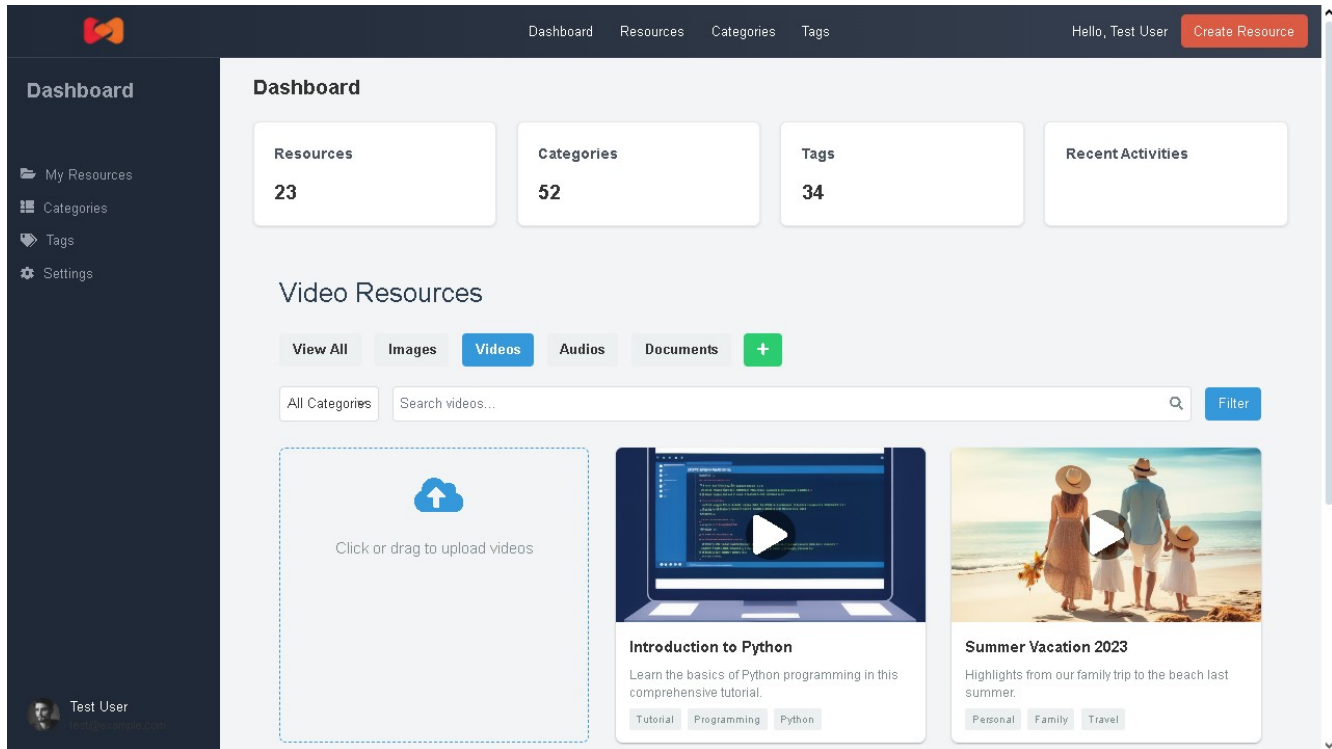 Dashboard Resources Categories Tags Hello, Test User Create Resource
Dashboard
My Resources
Categories
Tags
Settings
Test User
test@example.com
Dashboard
Resources
23
Categories
52
Tags
34
Recent Activities
Video Resources
View All Images Videos Audios Documents +
All Categories Search videos... Filter
Click or drag to upload videos
Introduction to Python
Learn the basics of Python programming in this
comprehensive tutorial.
Tutorial Programming Python
Summer Vacation 2023
Highlights from our family trip to the beach last
summer.
Personal Family Travel